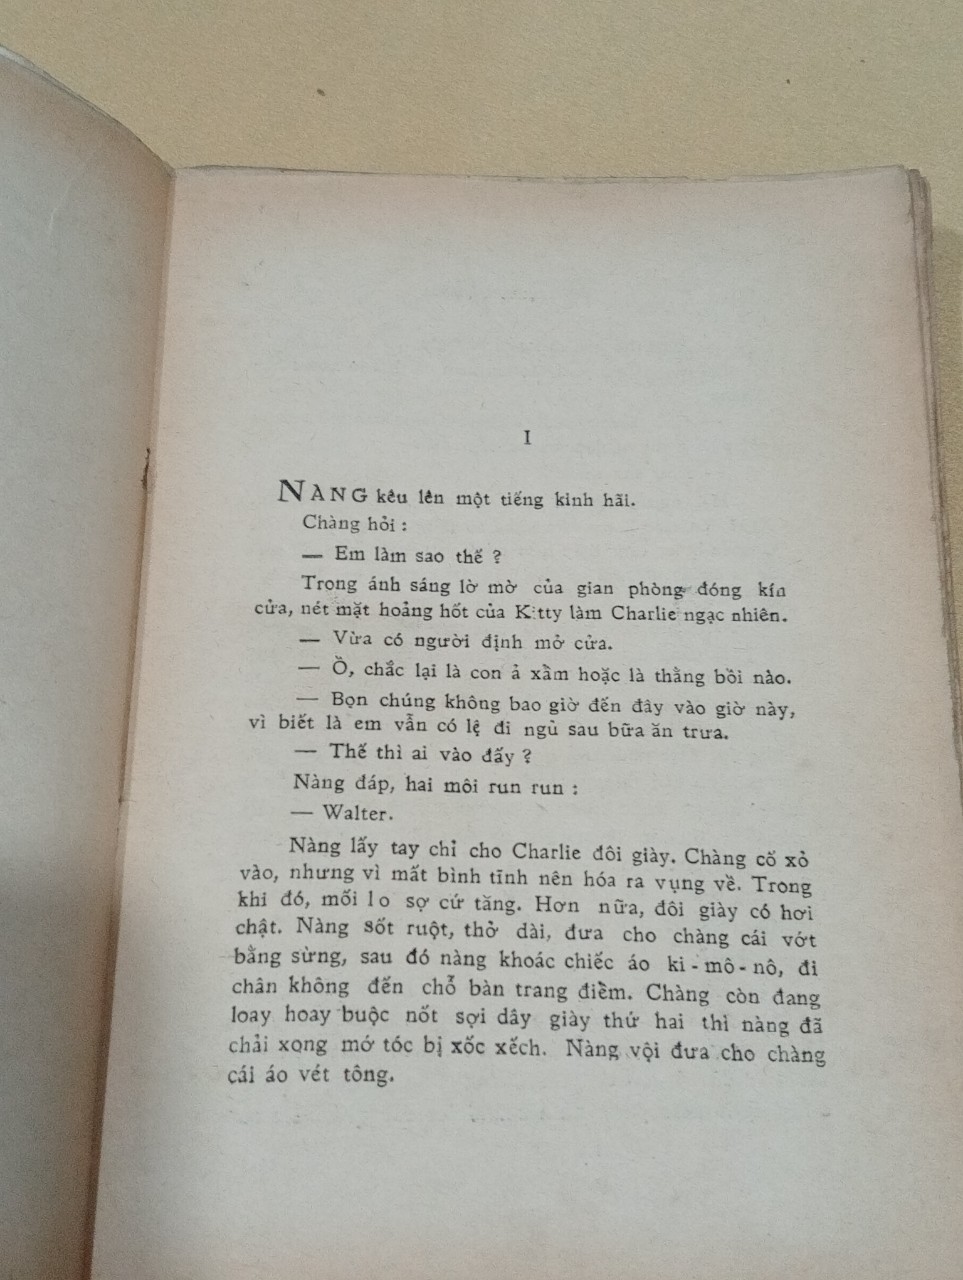 I
NÀNG kêu lên một tiếng kinh hãi.
Chàng hỏi :
— Em làm sao thế ?
Trong ánh sáng lờ mờ của gian phòng đóng kín
cửa, nét mặt hoảng hốt của Kitty làm Charlie ngạc nhiên.
— Vừa có người định mở cửa.
— Ồ, chắc lại là con ả xầm hoặc là thằng bồi nào.
— Bọn chúng không bao giờ đến đây vào giờ này,
vì biết là em vẫn có lệ đi ngủ sau bữa ăn trưa.
— Thế thì ai vào đấy ?
Nàng đáp, hai môi run run :
— Walter.
Nàng lấy tay chỉ cho Charlie đôi giày. Chàng cố xỏ
vào, nhưng vì mất bình tĩnh nên hóa ra vụng về. Trong
khi đó, mối lo sợ cứ tăng. Hơn nữa, đôi giày có hơi
chật. Nàng sốt ruột, thở dài, đưa cho chàng cái vớt
bằng sừng, sau đó nàng khoác chiếc áo ki - mô - nô, đi
chân không đến chỗ bàn trang điểm. Chàng còn đang
loay hoay buộc nốt sợi dây giày thứ hai thì nàng đã
chải xong mớ tóc bị xốc xếch. Nàng vội đưa cho chàng
cái áo vét tông.